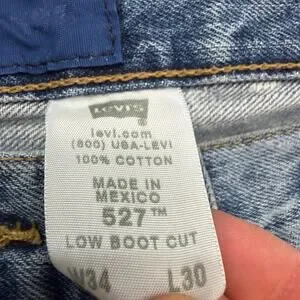 LEVI'S
levi.com
(800) USA-LEVI
100% COTTON
MADE IN
MEXICO
527™
LOW BOOT CUT
W34 L30